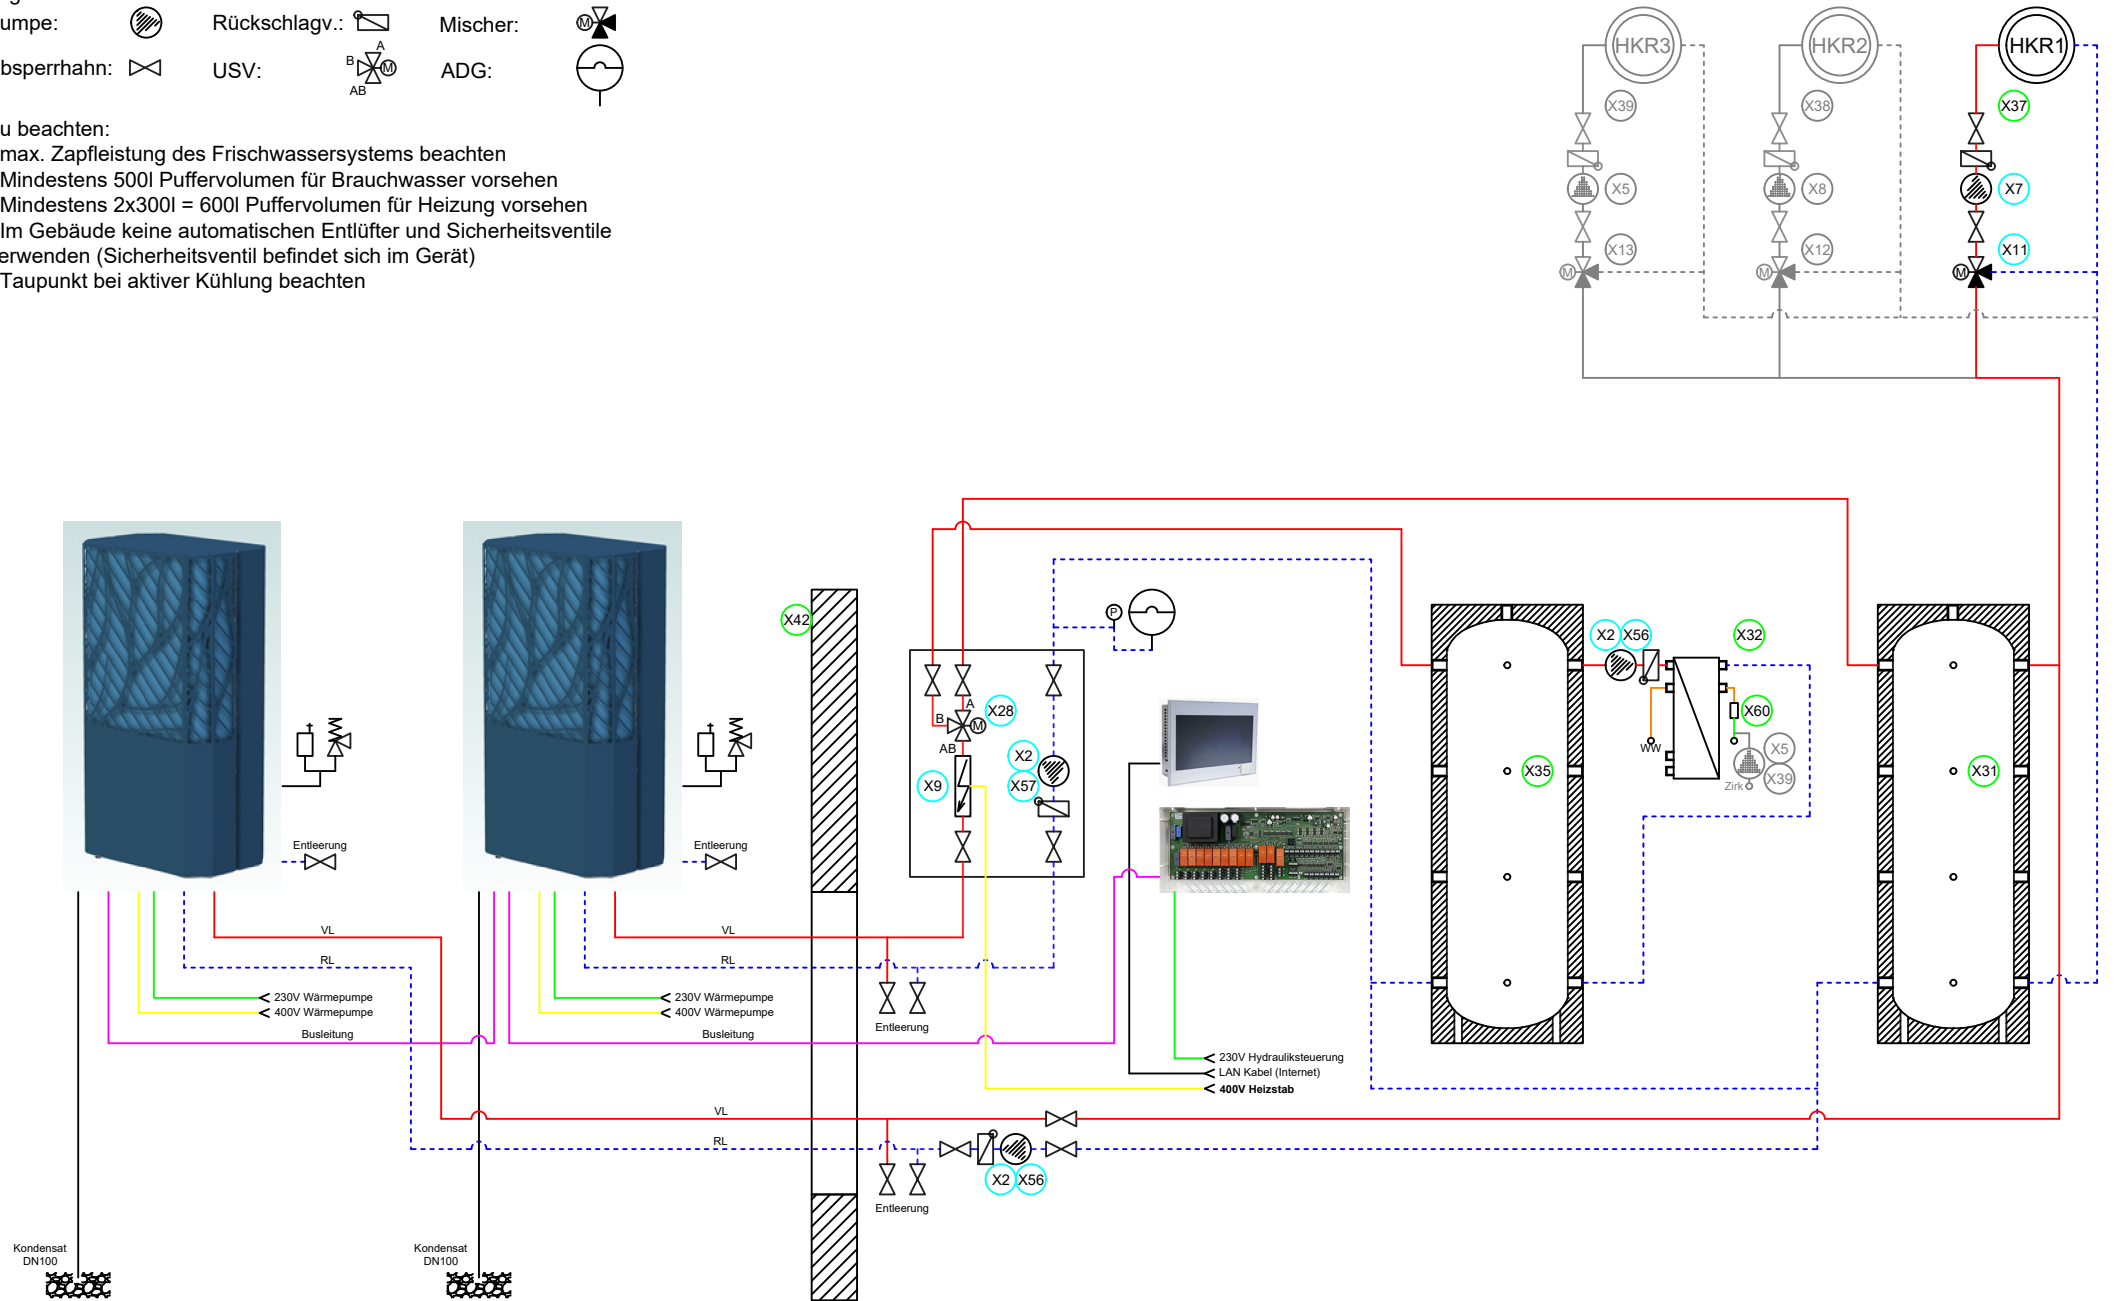 umpe:
Rückschlagv.:
Mischer:
M
bsperrhahn:
USV:
A
B
M
AB
ADG:
u beachten:
max. Zapfleistung des Frischwassersystems beachten
Mindestens 500l Puffervolumen für Brauchwasser vorsehen
Mindestens 2x300l = 600l Puffervolumen für Heizung vorsehen
Im Gebäude keine automatischen Entlüfter und Sicherheitsventile
erwenden (Sicherheitsventil befindet sich im Gerät)
Taupunkt bei aktiver Kühlung beachten
HKR3
HKR2
HKR1
X39
X38
X37
X5
X8
X7
X13
X12
X11
M
M
M
X42
P
X2
X56
X32
A
X28
B
M
AB
X2
X9
X57
X60
WW
X5
X39
Zirk
X35
X31
Entleerung
Entleerung
VL
VL
RL
RL
230V Wärmepumpe
400V Wärmepumpe
230V Wärmepumpe
400V Wärmepumpe
Entleerung
Busleitung
Busleitung
230V Hydrauliksteuerung
LAN Kabel (Internet)
400V Heizstab
VL
RL
X2
X56
Entleerung
Kondensat
DN100
Kondensat
DN100